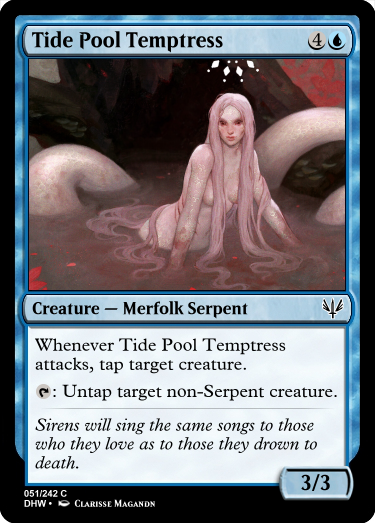 Tide Pool Temptress 4
Creature — Merfolk Serpent
Whenever Tide Pool Temptress
attacks, tap target creature.
: Untap target non-Serpent creature.
Sirens will sing the same songs to those
who they love as to those they drown to
death.
3/3
051/242 C
DHW • Clarisse Magandn